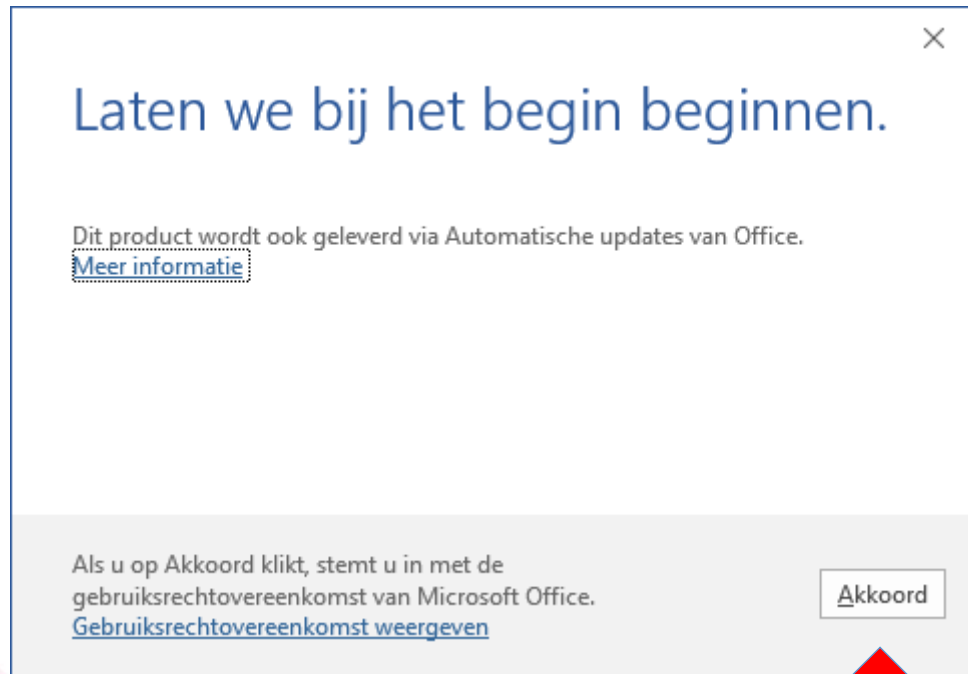 Laten we bij het begin beginnen.
Dit product wordt ook geleverd via Automatische updates van Office.
Meer informatie
Als u op Akkoord klikt, stemt u in met de
gebruiksrechtovereenkomst van Microsoft Office.
Gebruiksrechtovereenkomst weergeven
Akkoord